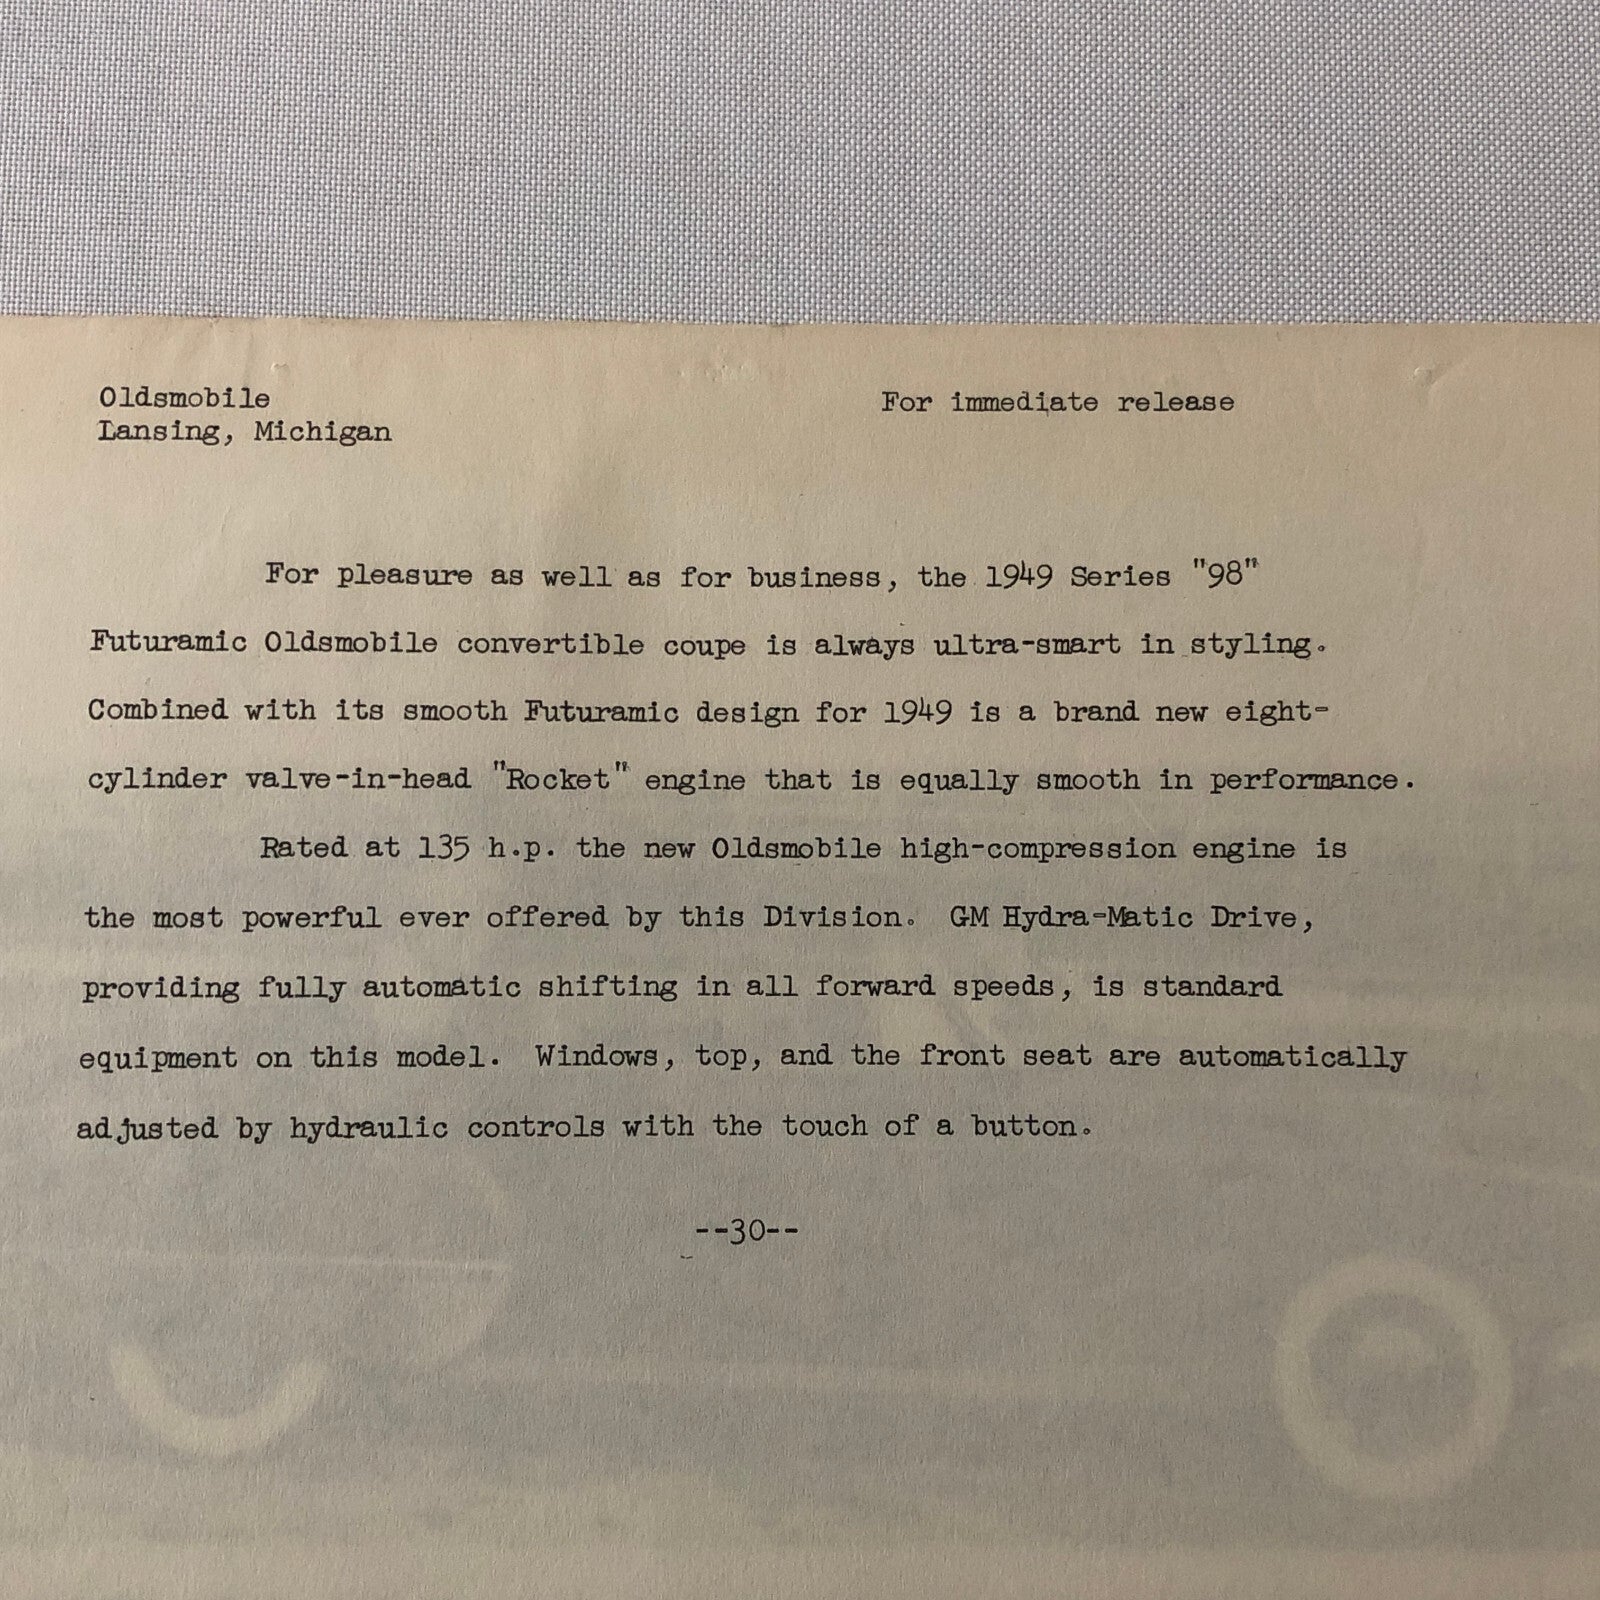 Oldsmobile
Lansing, Michigan
For immediate release
For pleasure as well as for business, the 1949 Series "98"
Futuramic Oldsmobile convertible coupe is always ultra-smart in styling.
Combined with its smooth Futuramic design for 1949 is a brand new eight-
cylinder valve-in-head "Rocket" engine that is equally smooth in performance.
Rated at 135 h.p. the new Oldsmobile high-compression engine is
the most powerful ever offered by this Division. GM Hydra-Matic Drive,
providing fully automatic shifting in all forward speeds, is standard
equipment on this model. Windows, top, and the front seat are automatically
adjusted by hydraulic controls with the touch of a button.
--30--